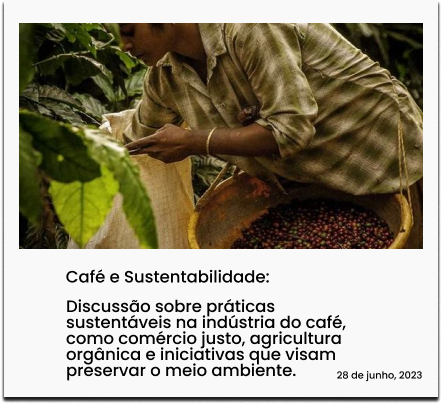 Café e Sustentabilidade:
Discussão sobre práticas
sustentáveis na indústria do café,
como comércio justo, agricultura
orgânica e iniciativas que visam
preservar o meio ambiente.
28 de junho, 2023